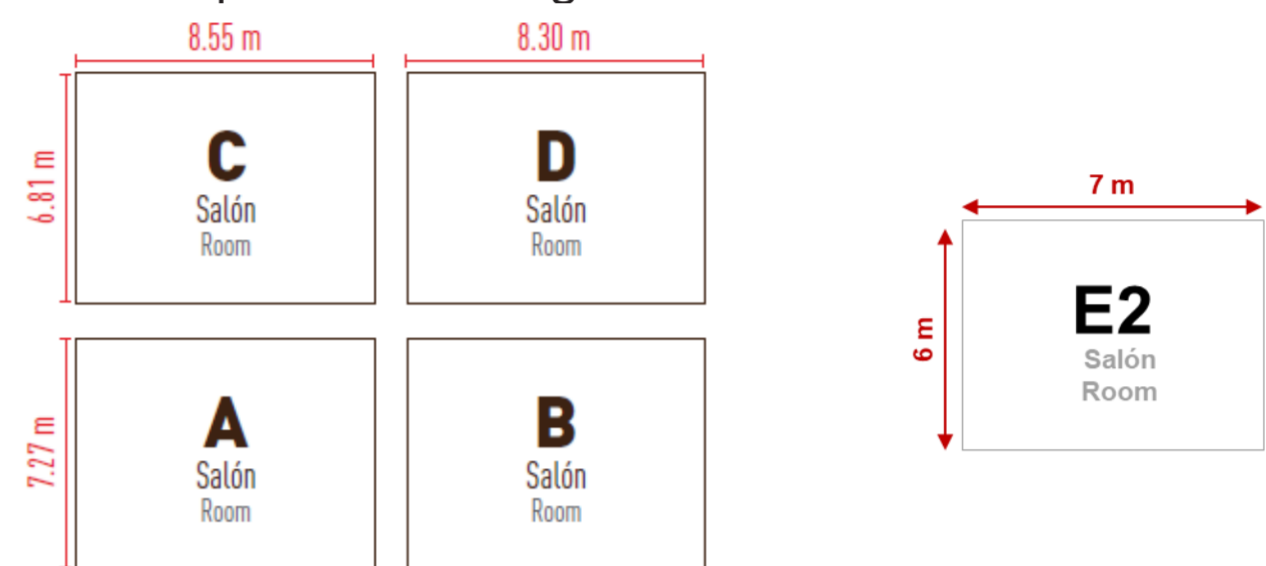 8.55 m
8.30 m
6.81 m
C
Salón
Room
D
Salón
Room
7 m
6 m
E2
Salón
Room
7.27 m
A
Salón
Room
B
Salón
Room